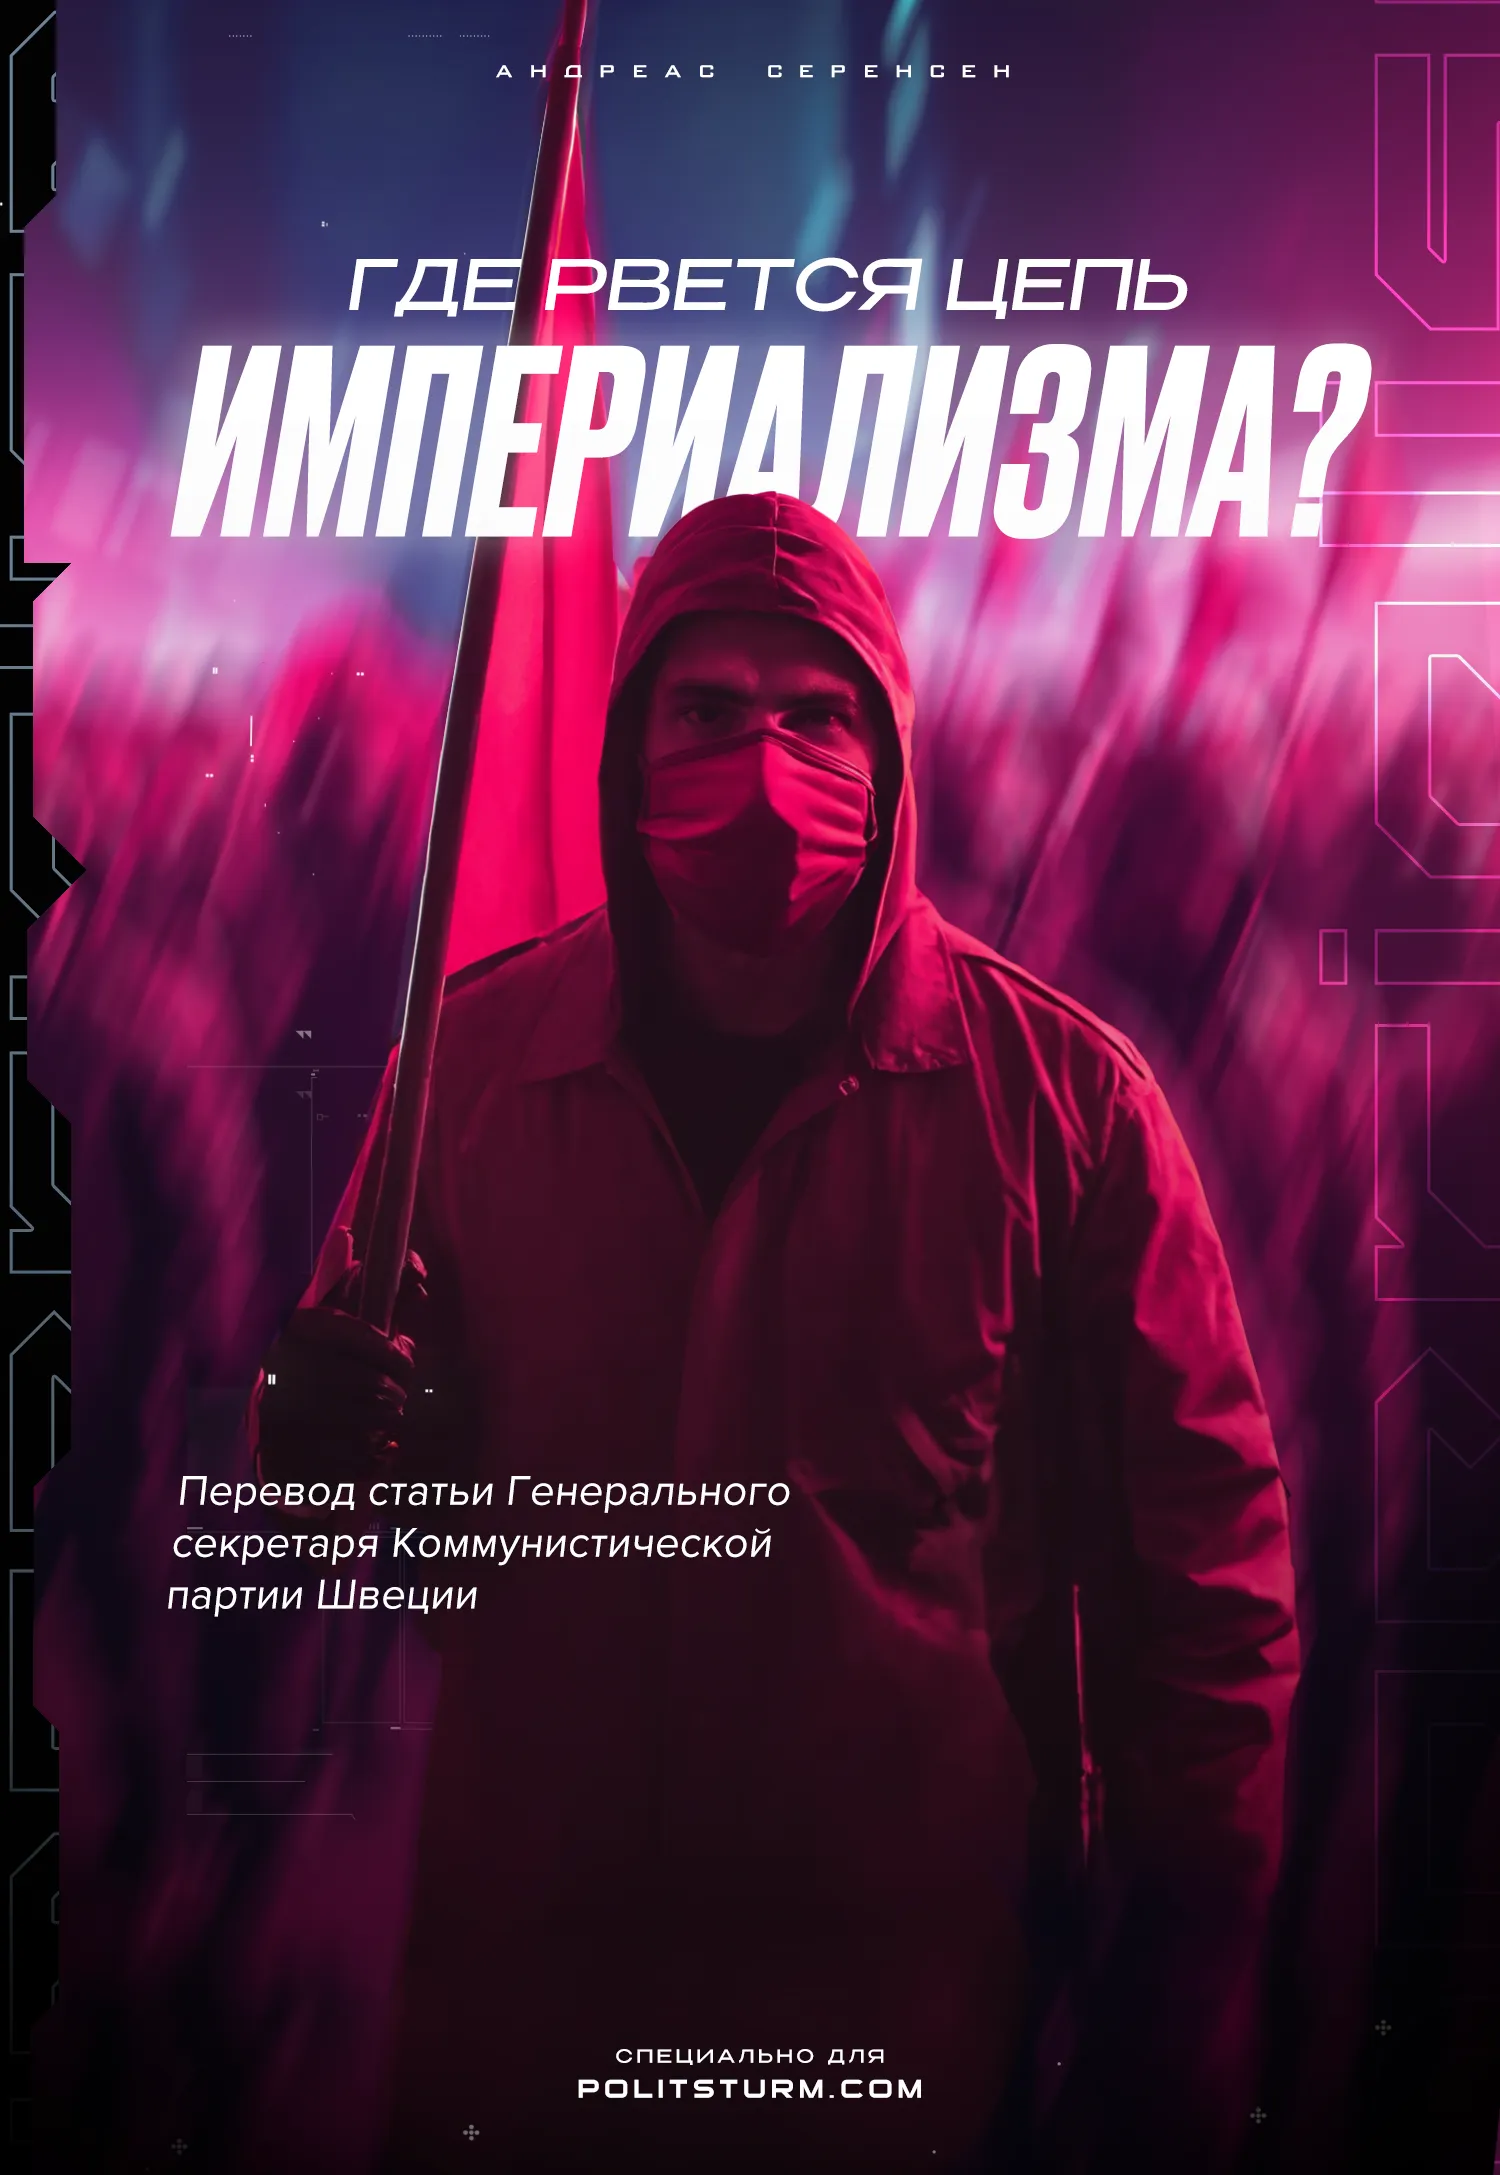 АНДРЕАС СЕРЕНСЕН
ГДЕ РВЕТСЯ ЦЕПЬ
ИМПЕРИАЛИЗМА?
Перевод статьи Генерального
секретаря Коммунистической
партии Швеции
СПЕЦИАЛЬНО ДЛЯ
POLITSTURM.COM